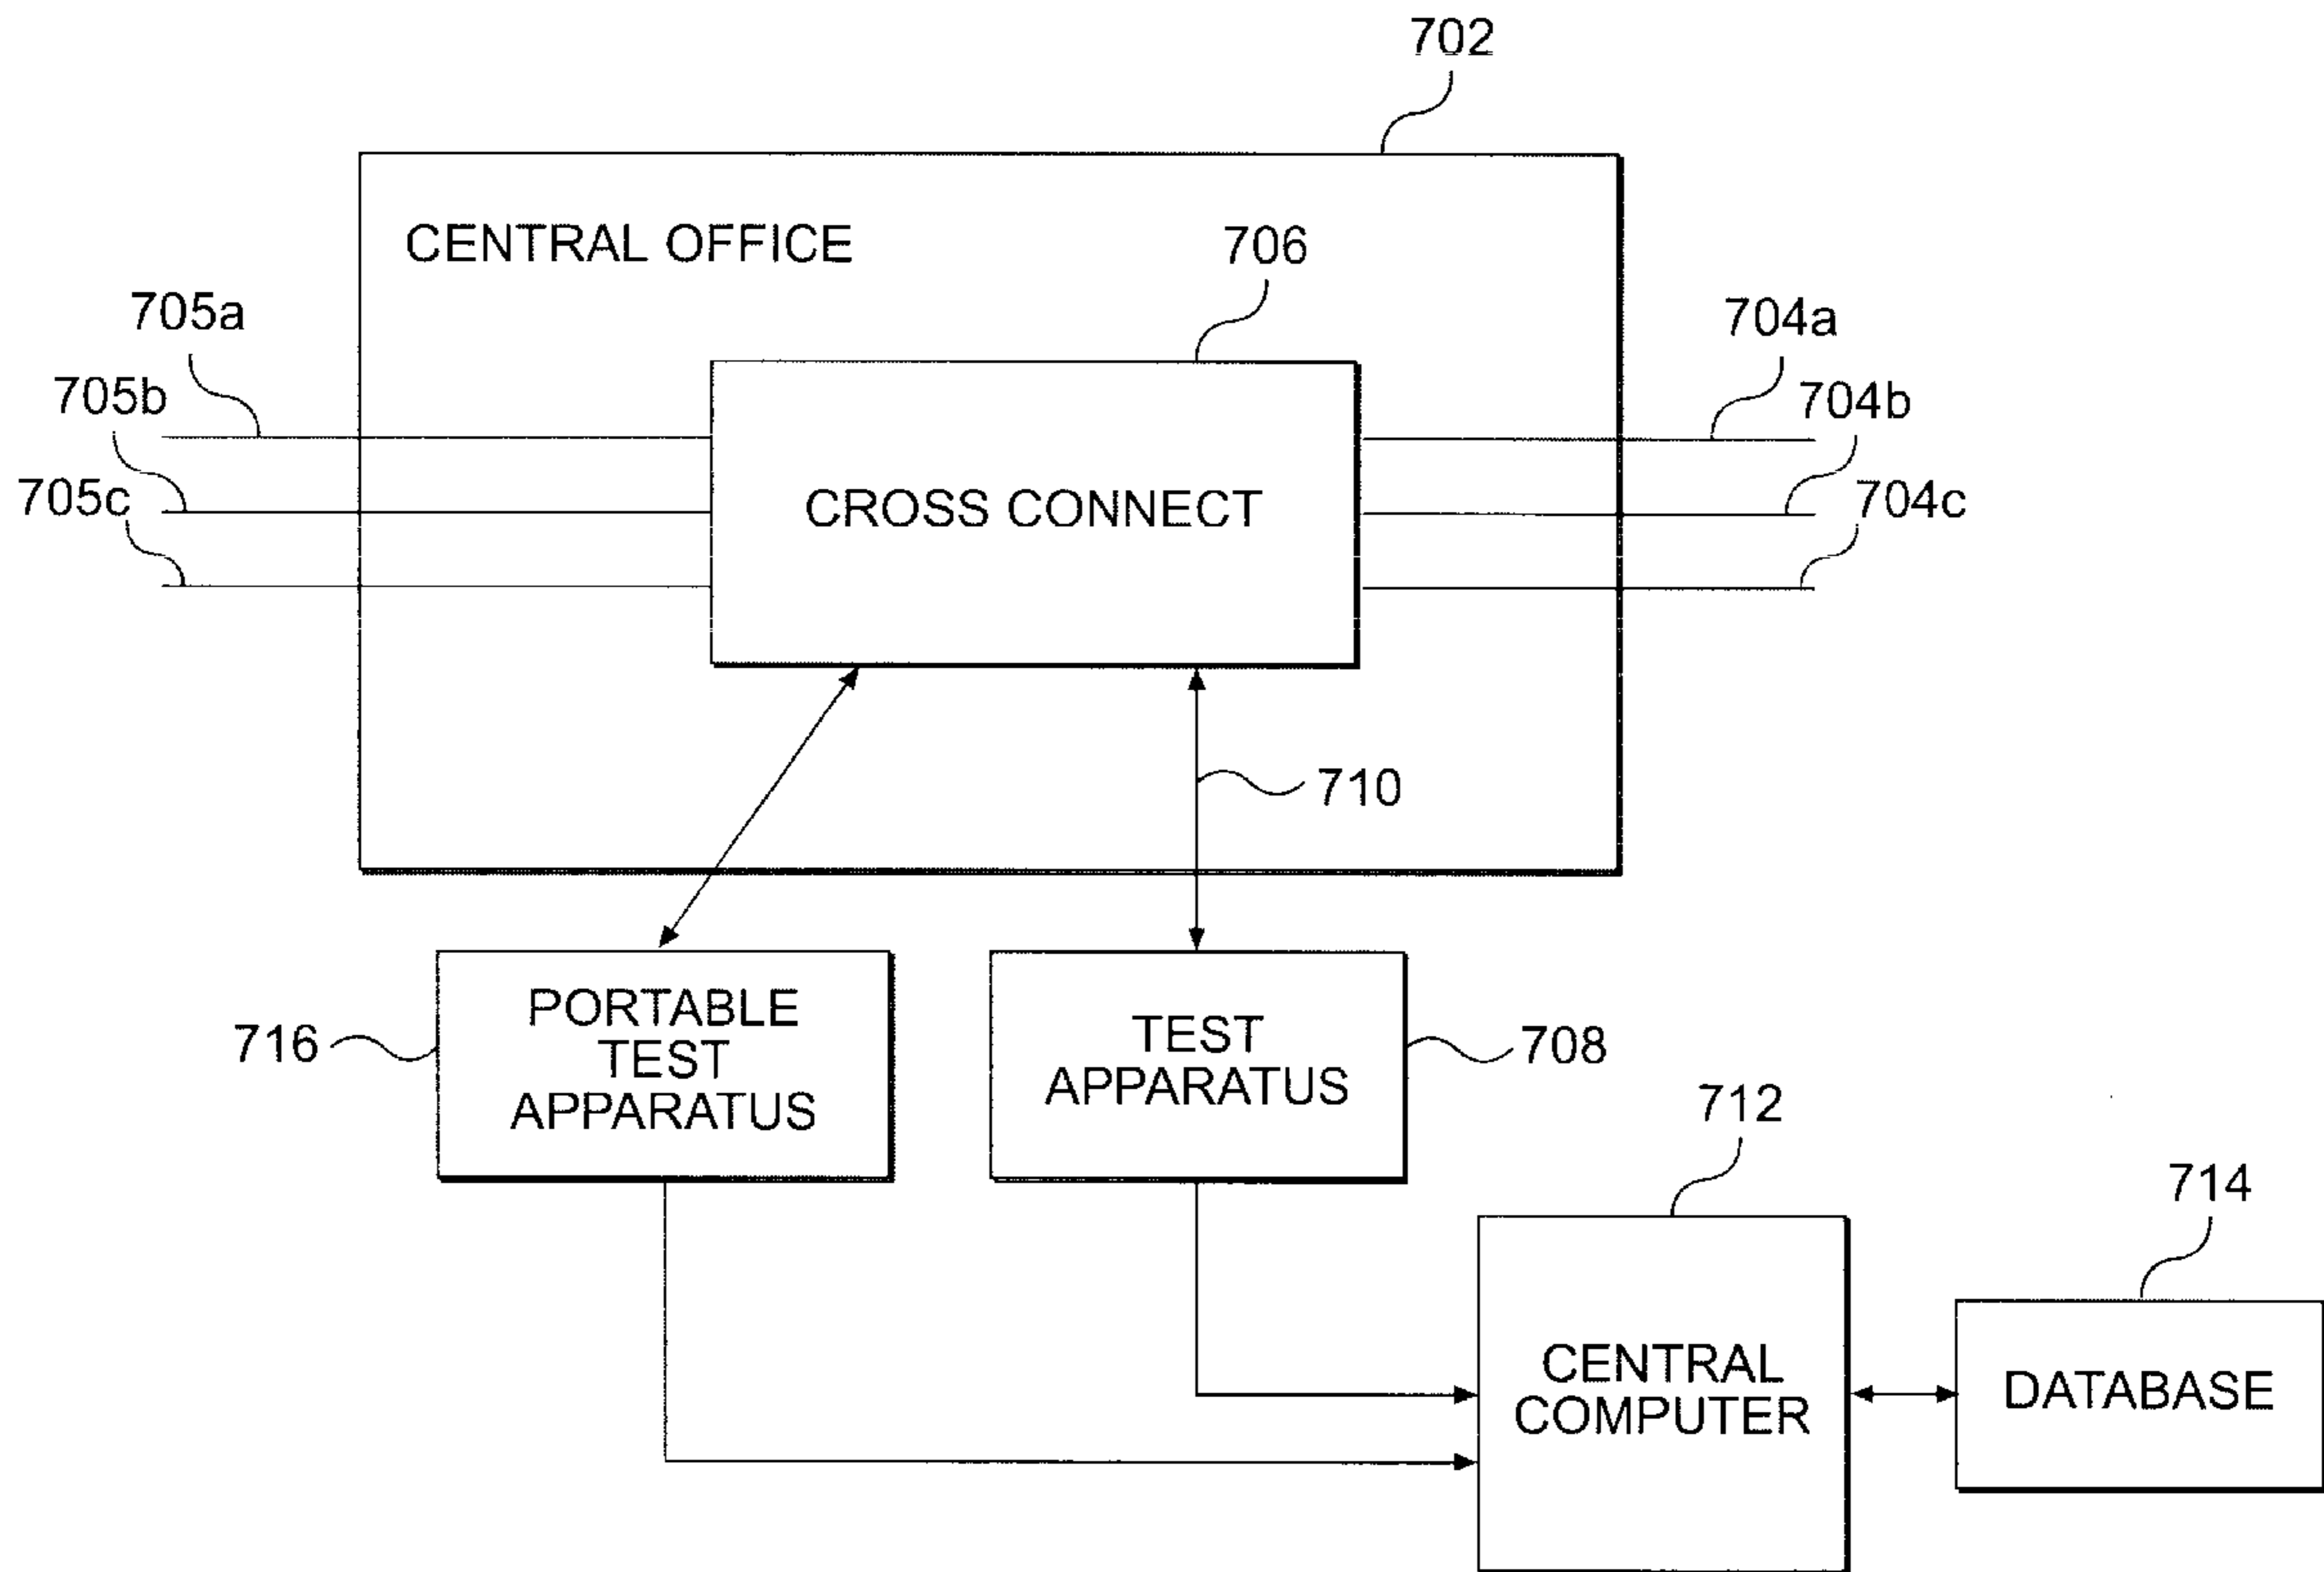 702
CENTRAL OFFICE
706
705a
704a
705b
704b
705c
704c
CROSS CONNECT
710
PORTABLE
TEST
APPARATUS
716
TEST
APPARATUS
708
712
714
CENTRAL
COMPUTER
DATABASE